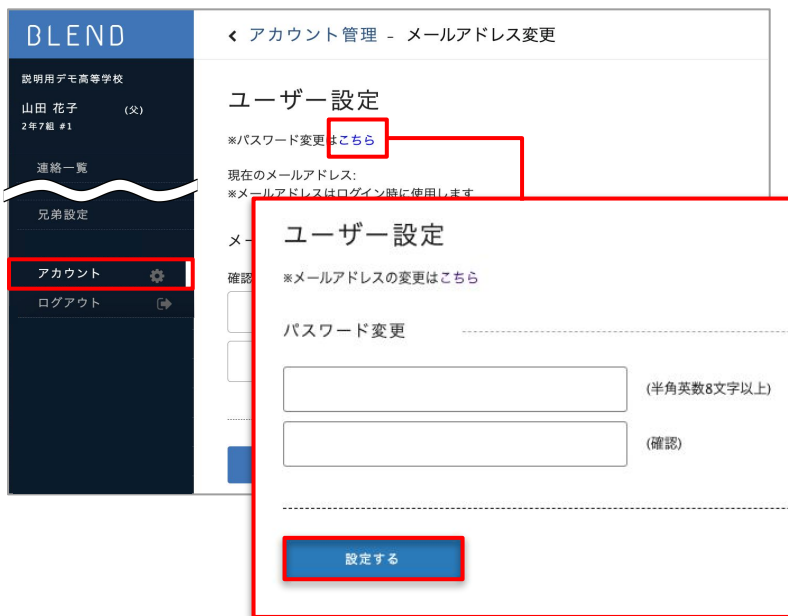 BLEND
説明用デモ高等学校
山田 花子 (父)
2年7組 #1
連絡一覧
兄弟設定
アカウント
ログアウト
アカウント管理 - メールアドレス変更
ユーザー設定
※パスワード変更はこちら
現在のメールアドレス:
※メールアドレスはログイン時に使用します
メー
確認
ユーザー設定
※メールアドレスの変更はこちら
パスワード変更
(半角英数8文字以上)
(確認)
設定する